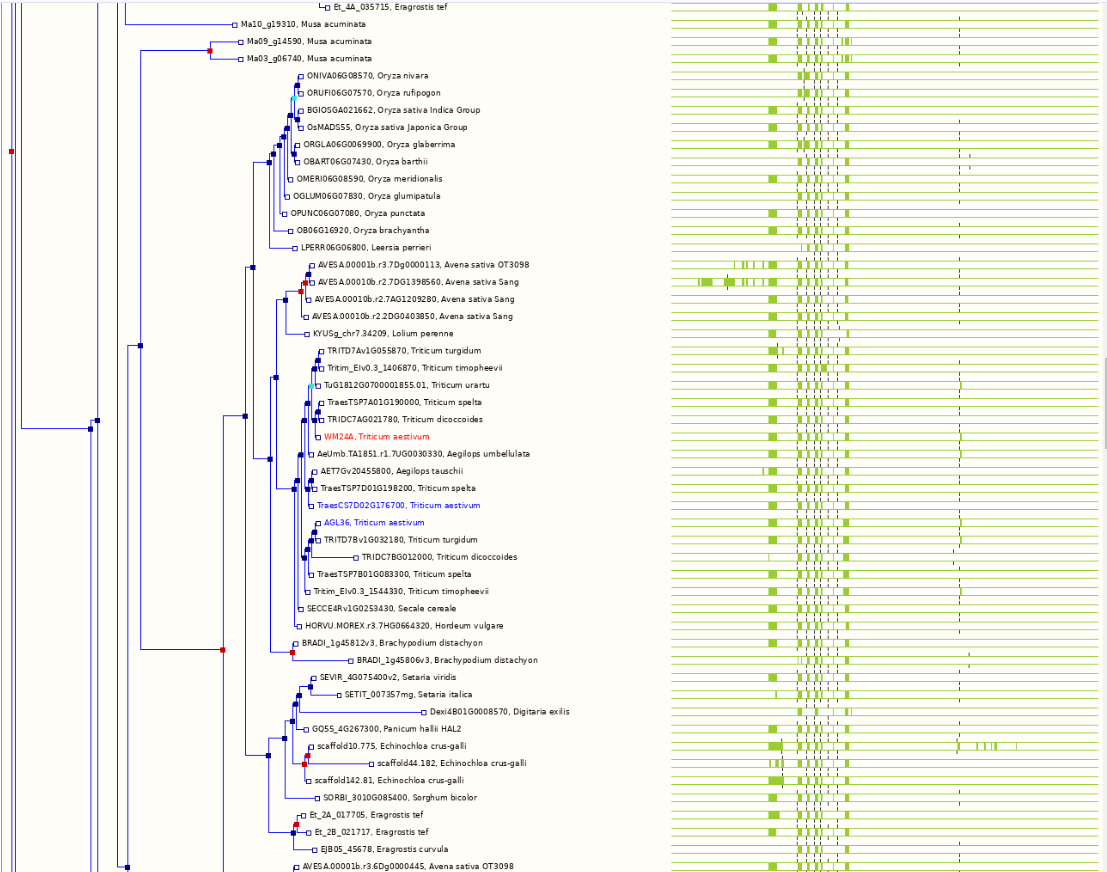 Et_4A_035715, Eragrostis tef
Ma10_g19310, Musa acuminata
Ma09_g14590, Musa acuminata
Ma03_g06740, Musa acuminata
ONIVA06G08570, Oryza nivara
ORUFI06G07570, Oryza rufipogon
BGIOSGA021662, Oryza sativa Indica Group
OsMADS55, Oryza sativa Japonica Group
ORGLA06G0069900, Oryza glaberrima
OBART06G07430, Oryza barthii
OMERI06G08590, Oryza meridionalis
OGLUM06G07830, Oryza glumipatula
OPUNC06G07080, Oryza punctata
OB06G16920, Oryza brachyantha
LPERR06G06800, Leersia perrieri
AVESA.00001b.r3.7Dg0000113, Avena sativa OT3098
AVESA.00010b.r2.7DG1398560, Avena sativa Sang
AVESA.00010b.r2.7AG1209280, Avena sativa Sang
AVESA.00010b.r2.2DG0403850, Avena sativa Sang
KYUSg_chr7.34209, Lolium perenne
TRITD7Av1G055870, Triticum turgidum
Tritim_EIv0.3_1406870, Triticum timopheevii
TuG1812G0700001855.01, Triticum urartu
TraesTSP7A01G190000, Triticum spelta
TRIDC7AG021780, Triticum dicoccoides
WM24A, Triticum aestivum
AeUmb.TA1851.r1.7UG0030330, Aegilops umbellulata
AET7Gv20455800, Aegilops tauschii
TraesTSP7D01G198200, Triticum spelta
TraesCS7D02G176700, Triticum aestivum
AGL36, Triticum aestivum
TRITD7Bv1G032180, Triticum turgidum
TRIDC7BG012000, Triticum dicoccoides
TraesTSP7B01G083300, Triticum spelta
Tritim_EIv0.3_1544330, Triticum timopheevii
SECCE4Rv1G0253430, Secale cereale
HORVU.MOREX.r3.7HG0664320, Hordeum vulgare
BRADI_1g45812v3, Brachypodium distachyon
BRADI_1g45806v3, Brachypodium distachyon
SEVIR_4G075400v2, Setaria viridis
SETIT_007357mg, Setaria italica
Dexi4B01G0008570, Digitaria exilis
GQ55_4G267300, Panicum hallii HAL2
scaffold10.775, Echinochloa crus-galli
scaffold44.182, Echinochloa crus-galli
scaffold142.81, Echinochloa crus-galli
SORBI_3010G085400, Sorghum bicolor
Et_2A_017705, Eragrostis tef
Et_2B_021717, Eragrostis tef
EJB05_45678, Eragrostis curvula
AVESA.00001b.r3.6Dg0000445, Avena sativa OT3098